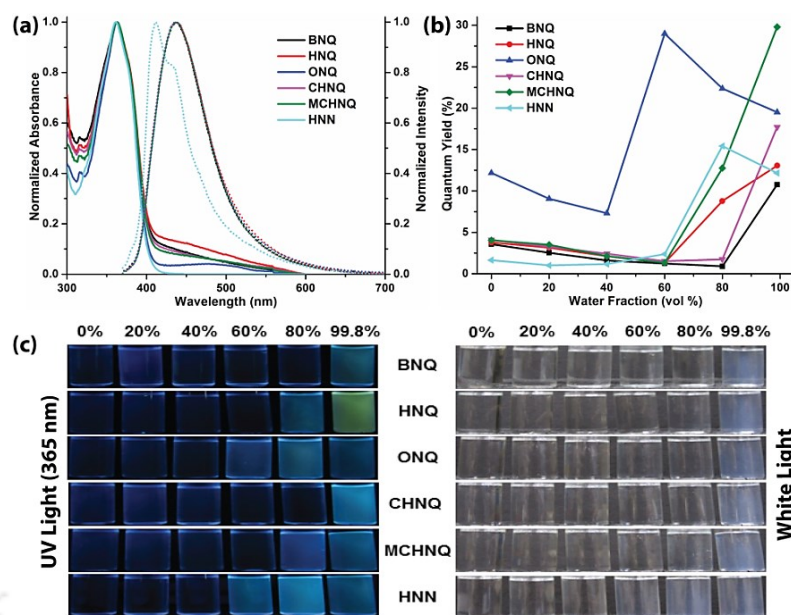 (a)
1.0
0.8
0.6
0.4
0.2
0.0
Normalized Absorbance
300
400
500
600
700
Wavelength (nm)
1.0
0.8
0.6
0.4
0.2
0.0
Normalized Intensity
BNQ
HNQ
ONQ
CHNQ
MCHNQ
HNN
(b)
30
25
20
15
10
5
0
Quantum Yield (%)
0
20
40
60
80
100
Water Fraction (vol %)
BNQ
HNQ
ONQ
CHNQ
MCHNQ
HNN
(c)
0% 20% 40% 60% 80% 99.8%
0% 20% 40% 60% 80% 99.8%
UV Light (365 nm)
BNQ
HNQ
ONQ
CHNQ
MCHNQ
HNN
White Light